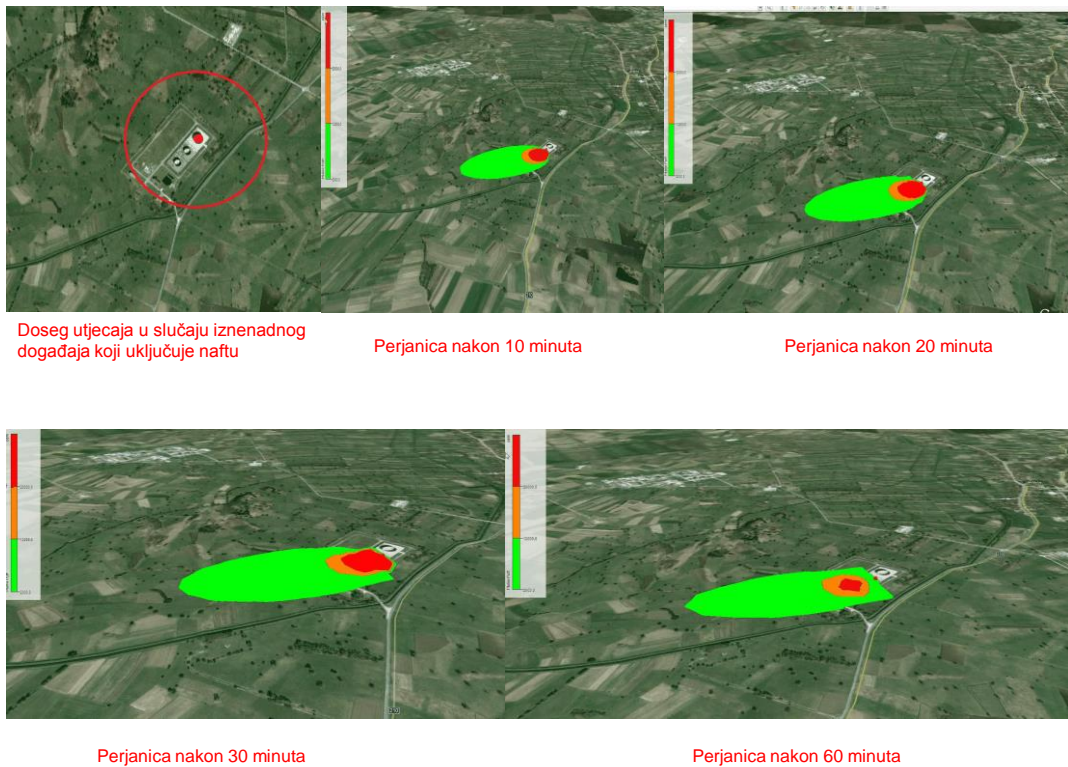 Doseg utjecaja u slučaju iznenadnog
događaja koji uključuje naftu
Perjanica nakon 10 minuta
Perjanica nakon 20 minuta
Perjanica nakon 30 minuta
Perjanica nakon 60 minuta